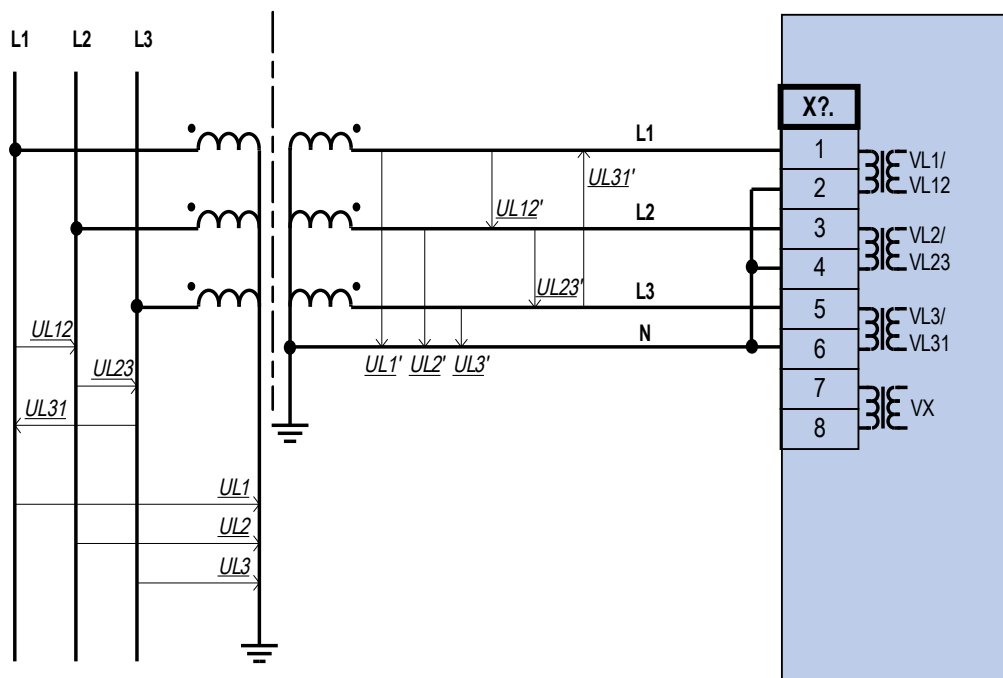 L1 L2 L3
X?.
L1
1
VL1/
UL31'
2
VL12
UL12'
L2
3
VL2/
4
VL23
UL23'
L3
5
VL3/
UL12
N
6
VL31
UL23
UL1' UL2' UL3'
7
UL31
VX
8
UL1
UL2
UL3